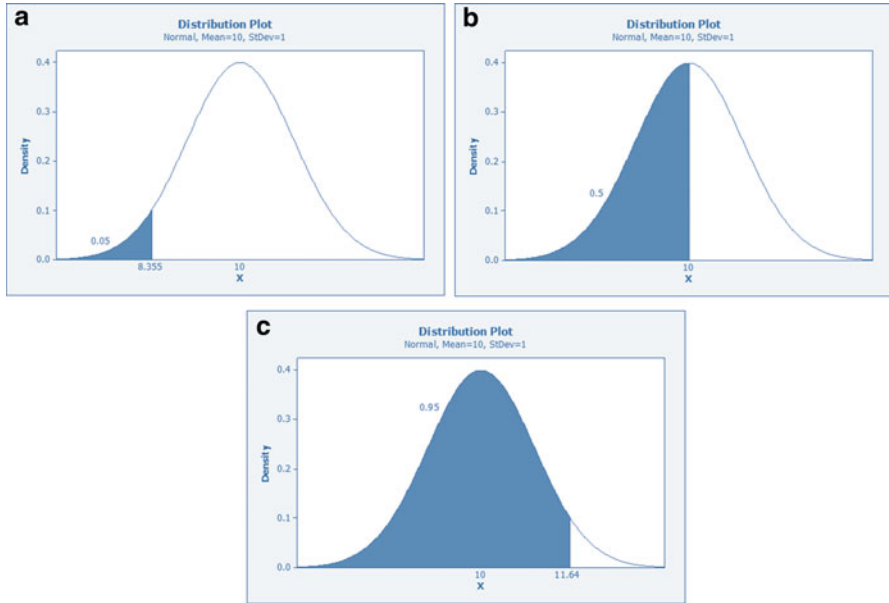 a
Distribution Plot
Normal, Mean=10, StDev=1
0.4
0.3
0.2
0.1
0.0
Density
0.05
8.355
10
X
b
Distribution Plot
Normal, Mean=10, StDev=1
0.4
0.3
0.2
0.1
0.0
Density
0.5
10
X
c
Distribution Plot
Normal, Mean=10, StDev=1
0.4
0.3
0.2
0.1
0.0
Density
0.95
10
11.64
X